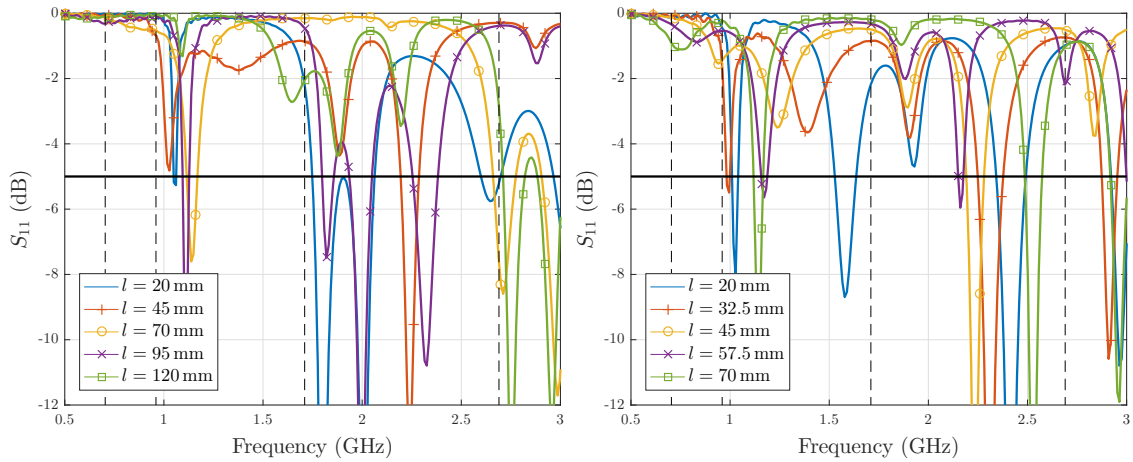 0
-2
-4
-6
-8
-10
-12
S₁₁ (dB)
0.5 1 1.5 2 2.5 3
Frequency (GHz)
l = 20 mm
l = 45 mm
l = 70 mm
l = 95 mm
l = 120 mm
0
-2
-4
-6
-8
-10
-12
S₁₁ (dB)
0.5 1 1.5 2 2.5 3
Frequency (GHz)
l = 20 mm
l = 32.5 mm
l = 45 mm
l = 57.5 mm
l = 70 mm